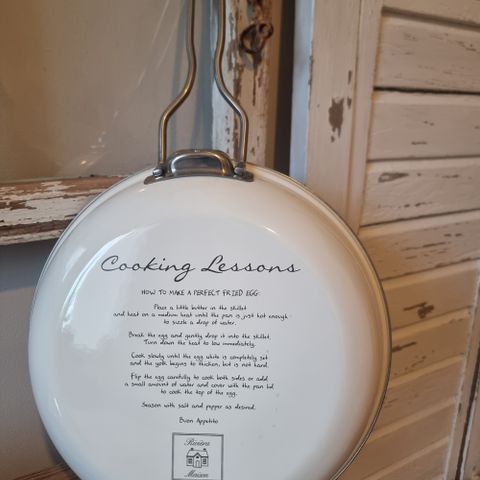 Cooking Lessons
HOW TO MAKE A PERFECT FRIED EGG:
Place a little butter in the skillet
and heat on a medium heat until the pan is just hot enough
to sizzle a drop of water.
Break the egg and gently drop it into the skillet.
Turn down the heat to low immediately.
Cook slowly until the egg white is completely set
and the yolk begins to thicken, but is not hard.
Flip the egg carefully to cook both sides or add
a small amount of water and cover with the pan lid
to cook the top of the egg.
Season with salt and pepper as desired.
Buon Appetito
Rivièra
Maison